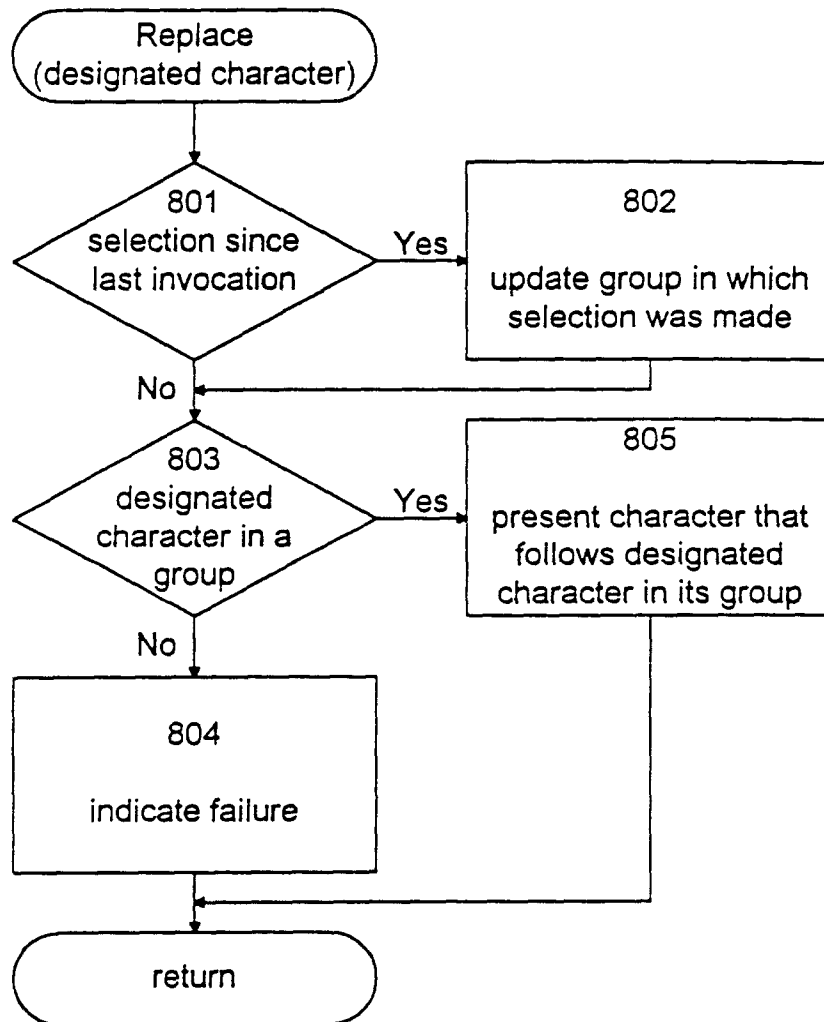 Replace
(designated character)
801
selection since
last invocation
Yes
802
update group in which
selection was made
No
803
designated
character in a
group
Yes
805
present character that
follows designated
character in its group
No
804
indicate failure
return